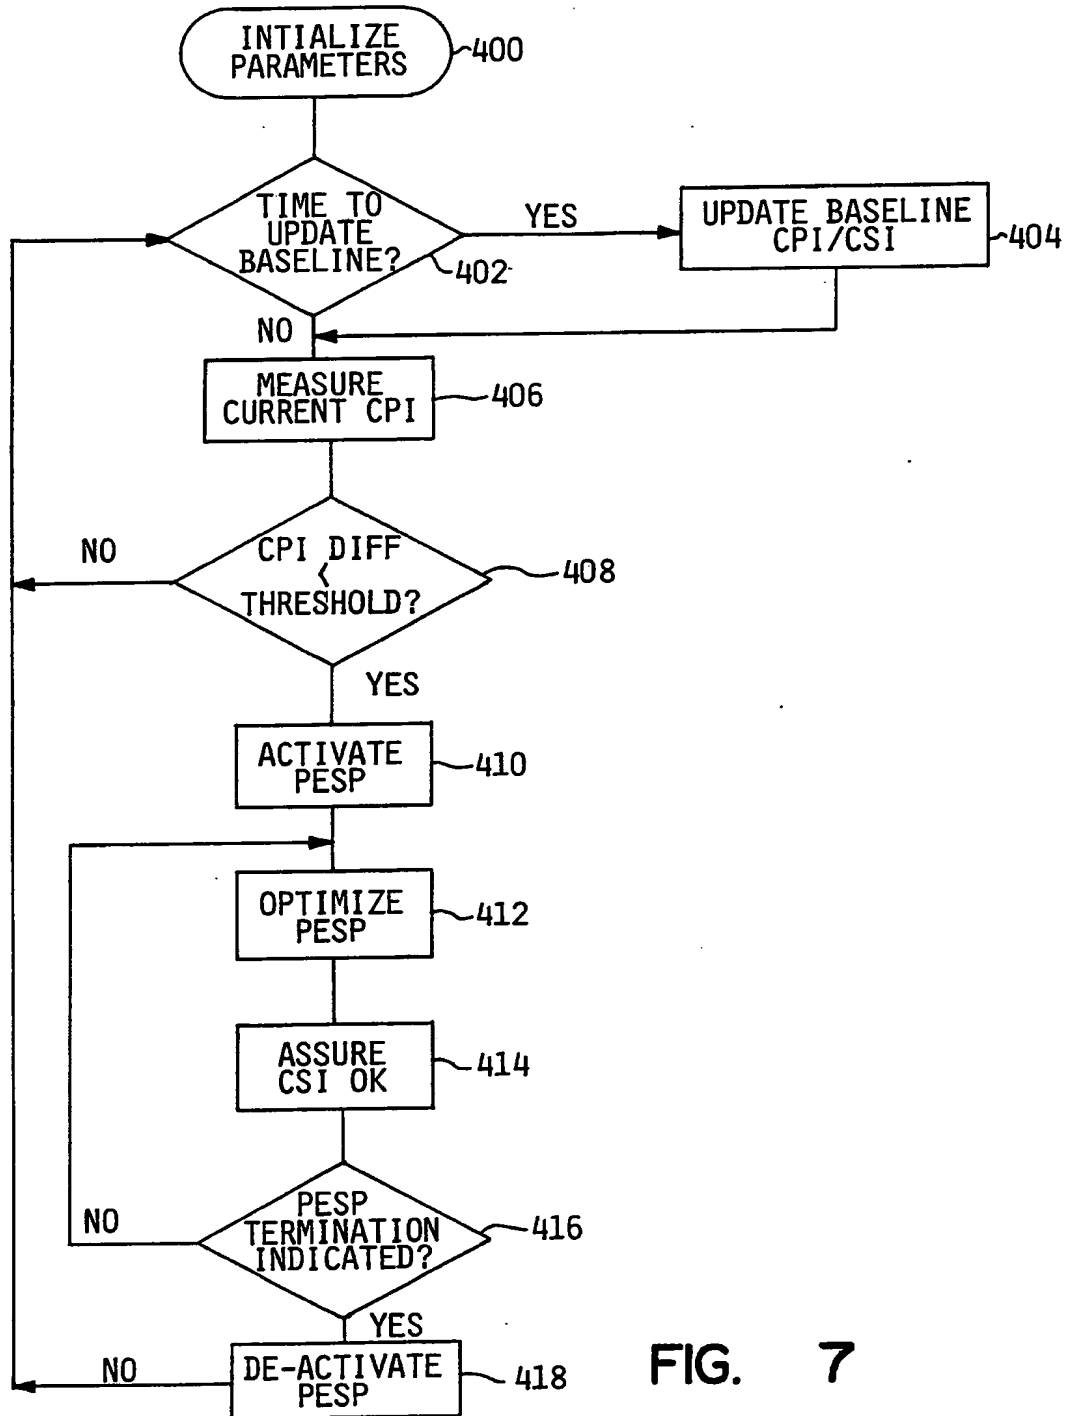 INTIALIZE
PARAMETERS
400
TIME TO
UPDATE
BASELINE?
402
YES
UPDATE BASELINE
CPI/CSI
404
NO
MEASURE
CURRENT CPI
406
CPI DIFF
<
THRESHOLD?
408
NO
YES
ACTIVATE
PESP
410
OPTIMIZE
PESP
412
ASSURE
CSI OK
414
PESP
TERMINATION
INDICATED?
416
NO
YES
DE-ACTIVATE
PESP
418
NO
FIG. 7